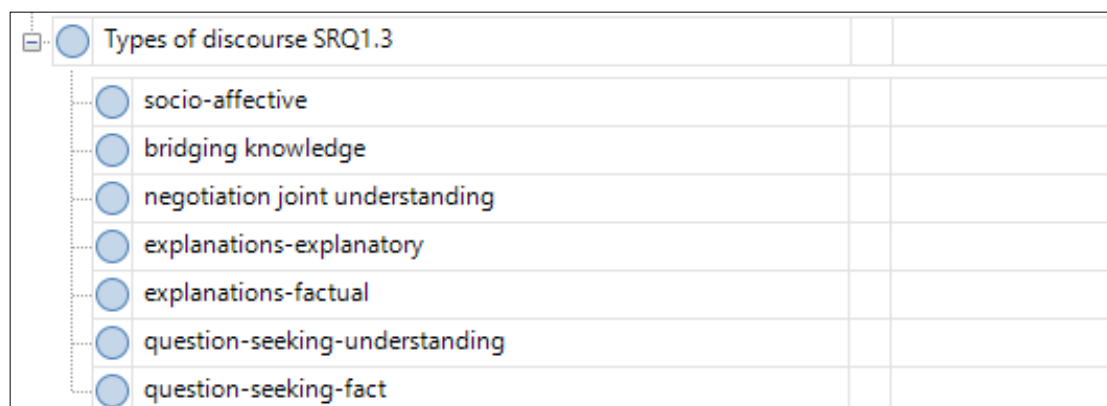 Types of discourse SRQ1.3
socio-affective
bridging knowledge
negotiation joint understanding
explanations-explanatory
explanations-factual
question-seeking-understanding
question-seeking-fact